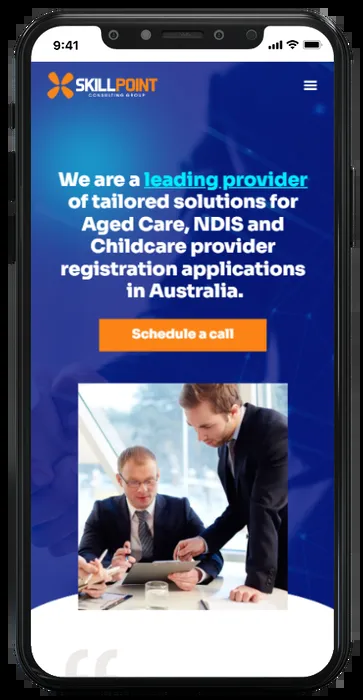 9:41
SKILLPOINT
CONSULTING GROUP
We are a leading provider
of tailored solutions for
Aged Care, NDIS and
Childcare provider
registration applications
in Australia.
Schedule a call
“